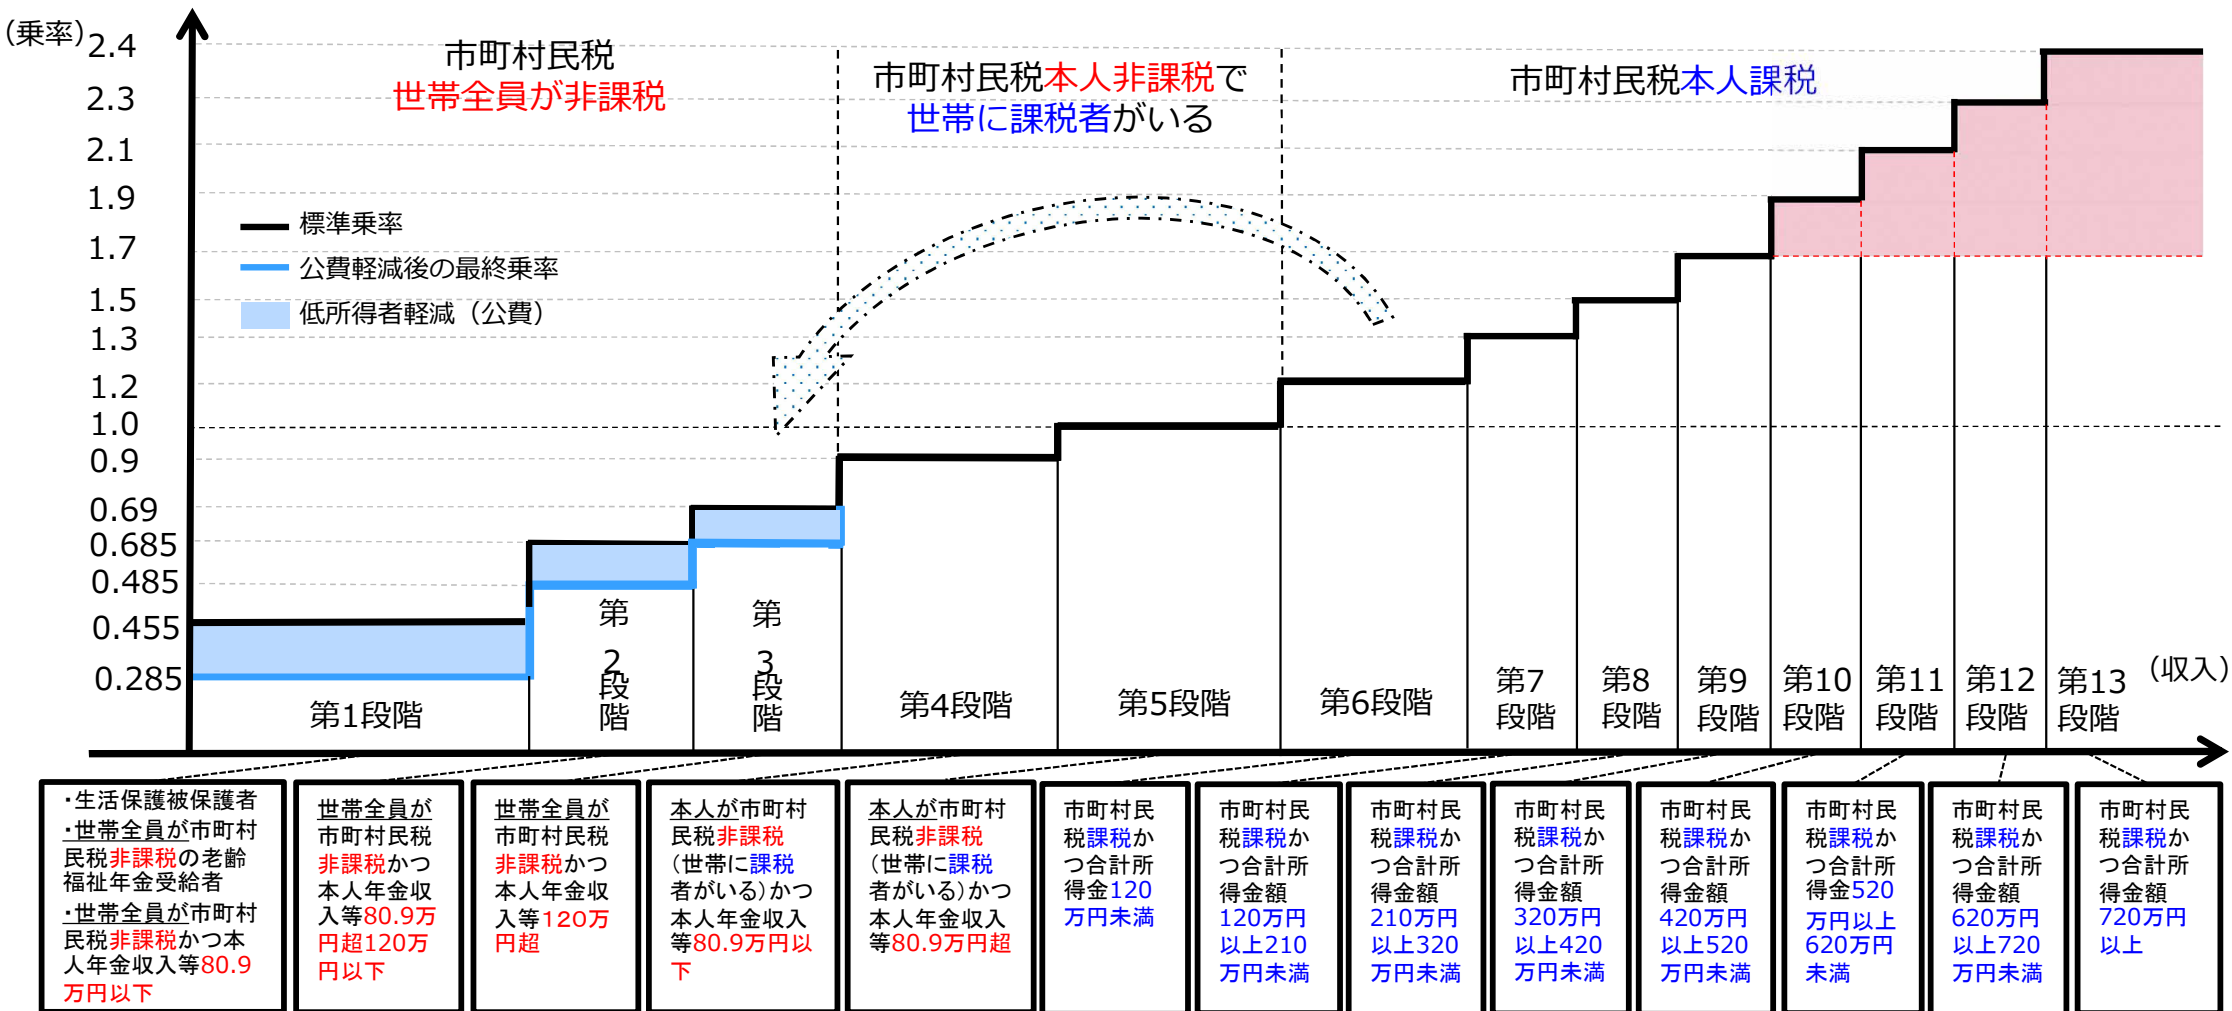 （乗率）
2.4
2.3
2.1
1.9
1.7
1.5
1.3
1.2
1.0
0.9
0.69
0.685
0.485
0.455
0.285
市町村民税
世帯全員が非課税
市町村民税本人非課税で
世帯に課税者がいる
市町村民税本人課税
標準乗率
公費軽減後の最終乗率
低所得者軽減（公費）
第1段階
第
2
段
階
第
3
段
階
第4段階
第5段階
第6段階
第7
段階
第8
段階
第9
段階
第10
段階
第11
段階
第12
段階
第13
段階
（収入）
・生活保護被保護者
・世帯全員が市町村
民税非課税の老齢
福祉年金受給者
・世帯全員が市町村
民税非課税かつ本
人年金収入等80.9
万円以下
世帯全員が
市町村民税
非課税かつ
本人年金収
入等80.9万
円超120万
円以下
世帯全員が
市町村民税
非課税かつ
本人年金収
入等１２０万
円超
本人が市町村
民税非課税
（世帯に課税
者がいる）かつ
本人年金収入
等80.9万円以
下
本人が市町村
民税非課税
（世帯に課税
者がいる）かつ
本人年金収入
等80.9万円超
市町村民
税課税か
つ合計所
得金120
万円未満
市町村民
税課税か
つ合計所
得金額
120万円
以上210
万円未満
市町村民
税課税か
つ合計所
得金額
210万円
以上320
万円未満
市町村民
税課税か
つ合計所
得金額
320万円
以上420
万円未満
市町村民
税課税か
つ合計所
得金額
420万円
以上520
万円未満
市町村民
税課税か
つ合計所
得金520
万円以上
620万円
未満
市町村民
税課税か
つ合計所
得金額
620万円
以上720
万円未満
市町村民
税課税か
つ合計所
得金額
720万円
以上